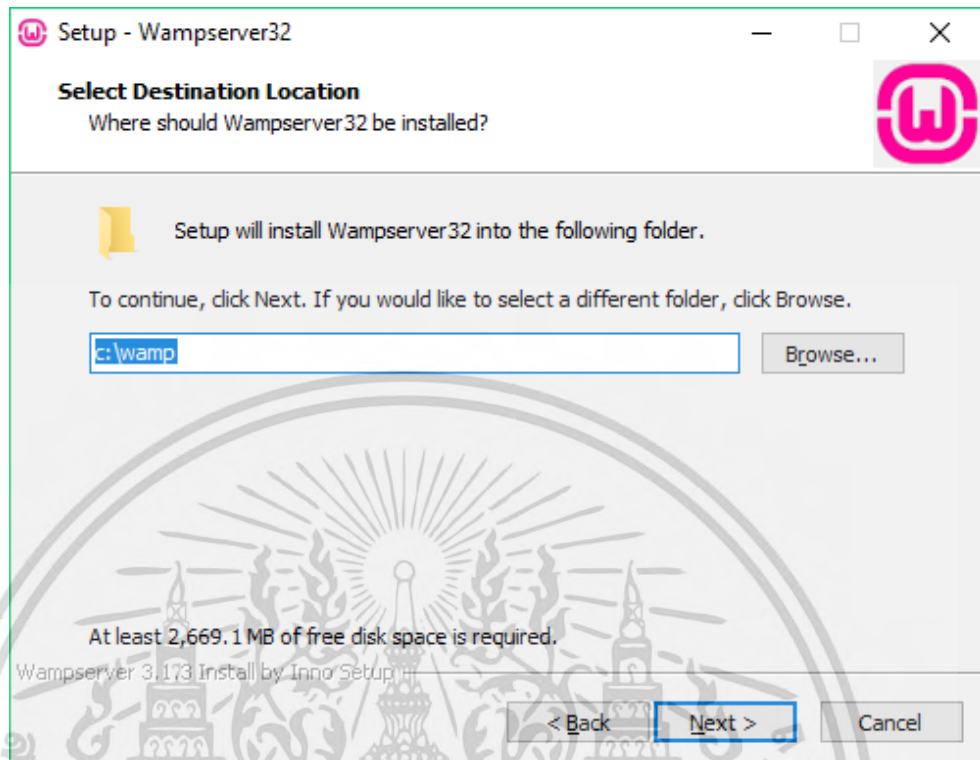 Setup - Wampserver32
Select Destination Location
Where should Wampserver32 be installed?
Setup will install Wampserver32 into the following folder.
To continue, click Next. If you would like to select a different folder, click Browse.
c:\wamp
Browse...
At least 2,669.1 MB of free disk space is required.
Wampserver 3.1.3 Install by Inno Setup
< Back
Next >
Cancel